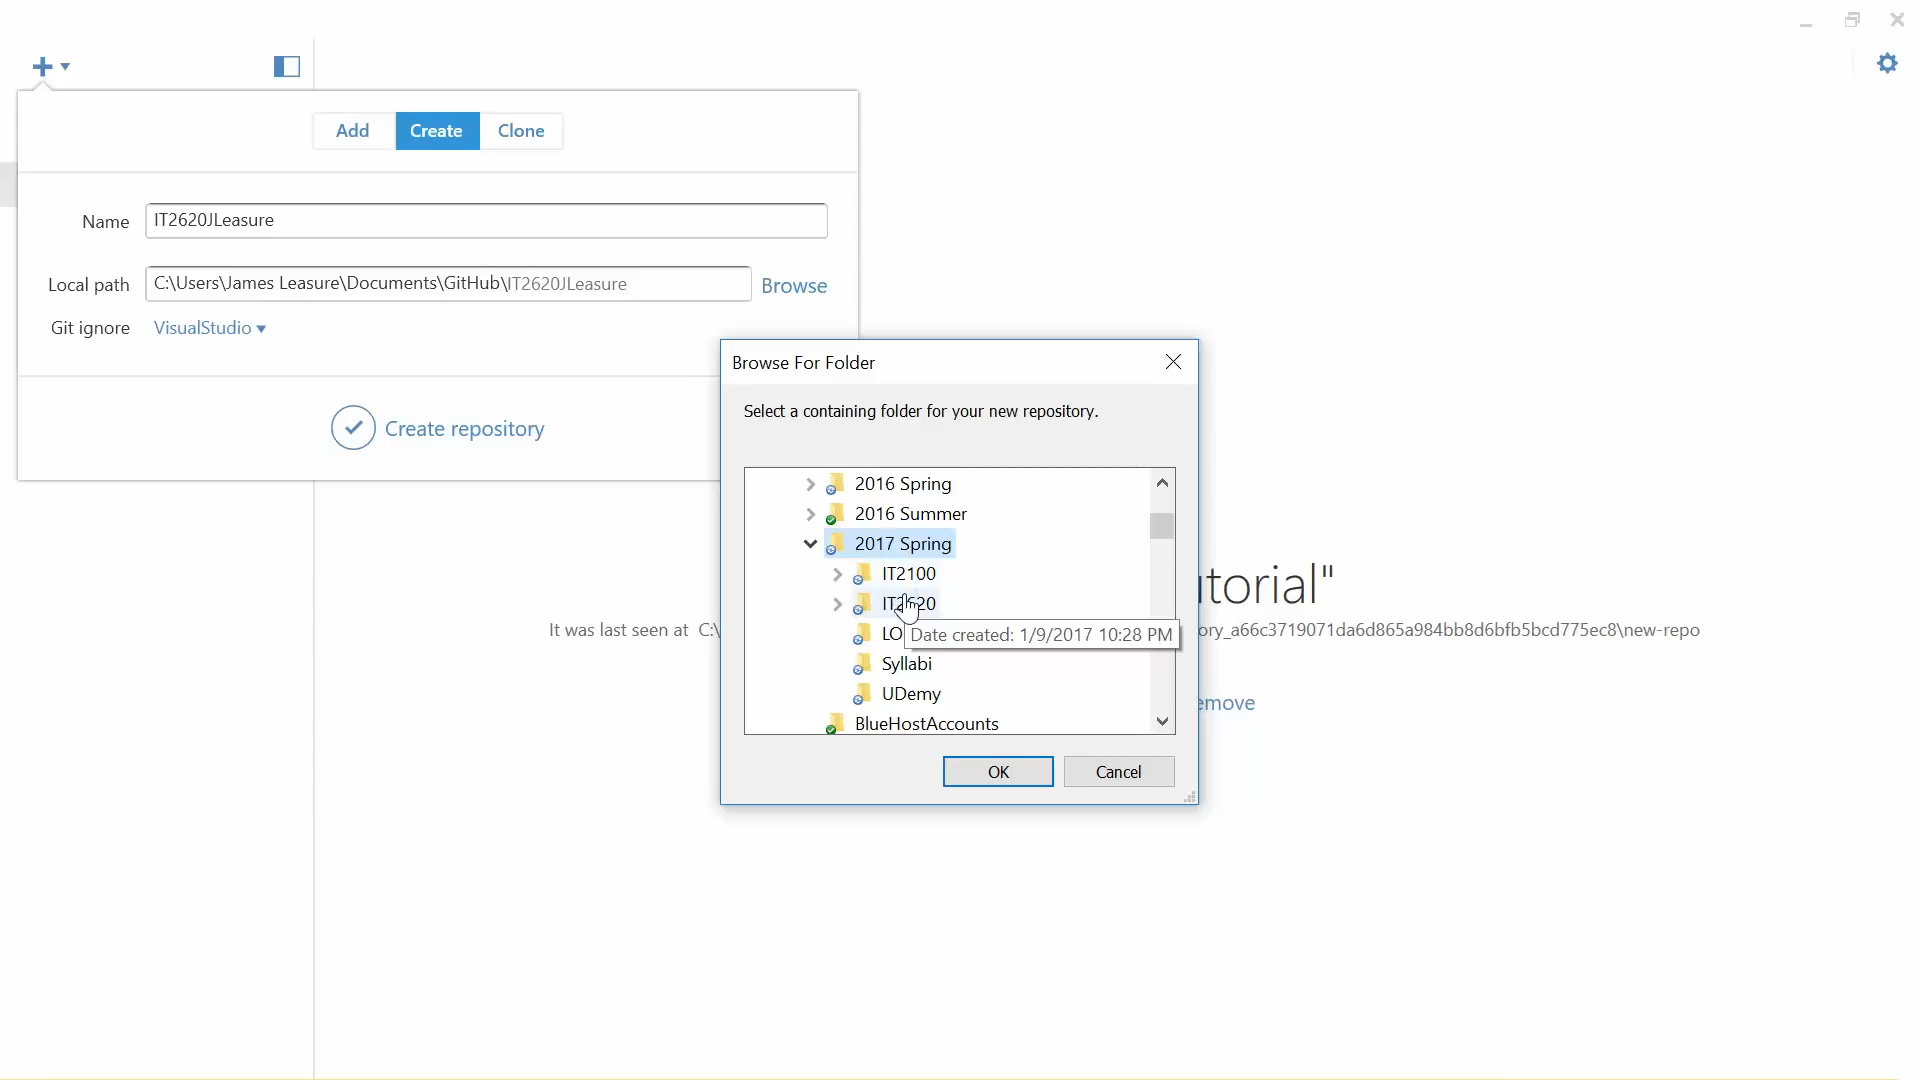 Add Create Clone
Name IT2620JLeasure
Local path C:\Users\James Leasure\Documents\GitHub\IT2620JLeasure Browse
Git ignore VisualStudio
Create repository
Browse For Folder
Select a containing folder for your new repository.
2016 Spring
2016 Summer
2017 Spring
IT2100
IT2620
LO
Date created: 1/9/2017 10:28 PM
Syllabi
UDemy
BlueHostAccounts
OK Cancel
utorial"
It was last seen at C:\
ory_a66c3719071da6d865a984bb8d6bfb5bcd775ec8\new-repo
emove